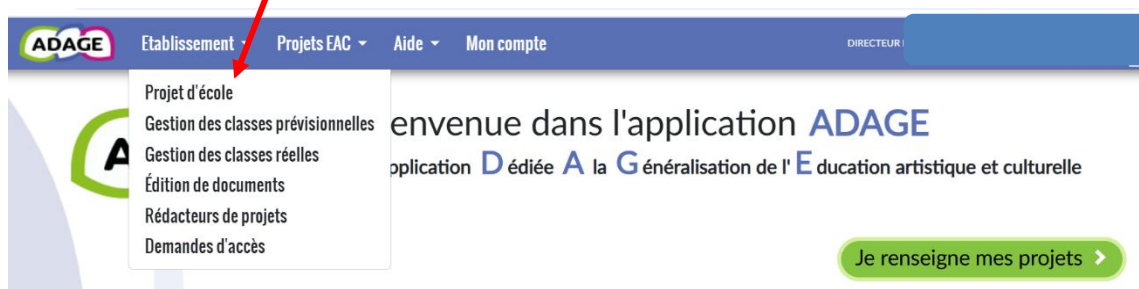 ADAGE Etablissement Projets EAC Aide Mon compte DIRECTEUR
Projet d'école
Gestion des classes prévisionnelles
Gestion des classes réelles
Édition de documents
Rédacteurs de projets
Demandes d'accès
A envenue dans l'application ADAGE
pplication Dédiée A la Généralisation de l' Education artistique et culturelle
Je renseigne mes projets